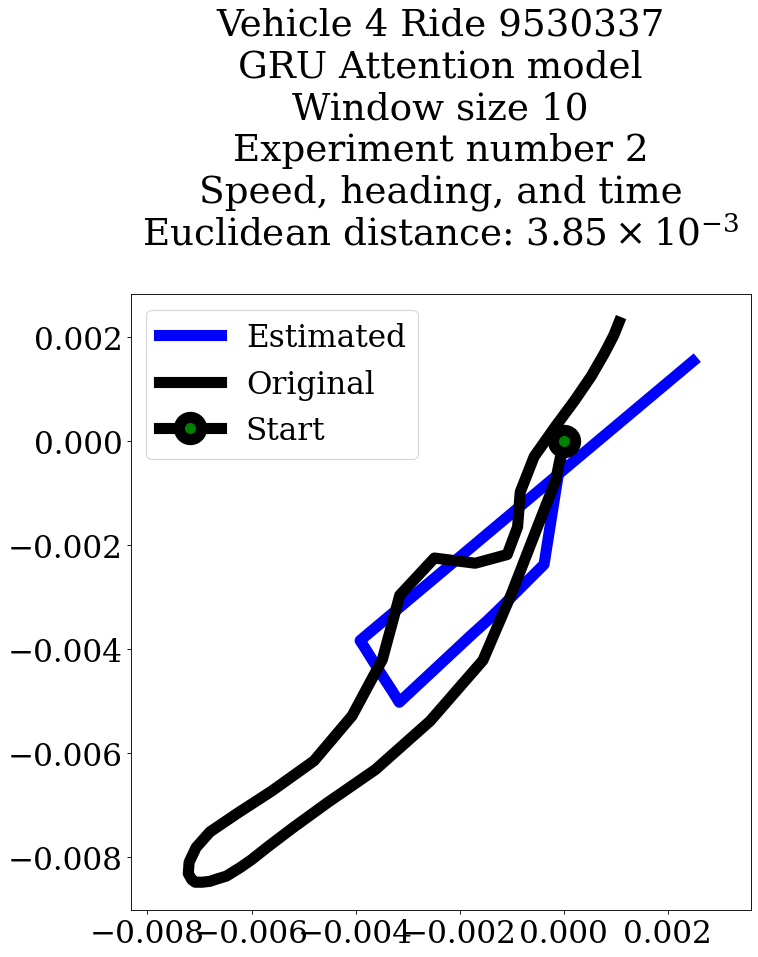 Vehicle 4 Ride 9530337
GRU Attention model
Window size 10
Experiment number 2
Speed, heading, and time
Euclidean distance: 3.85 × 10⁻³
Estimated
Original
Start
0.002
0.000
−0.002
−0.004
−0.006
−0.008
−0.008 −0.006 −0.004 −0.002 0.000 0.002